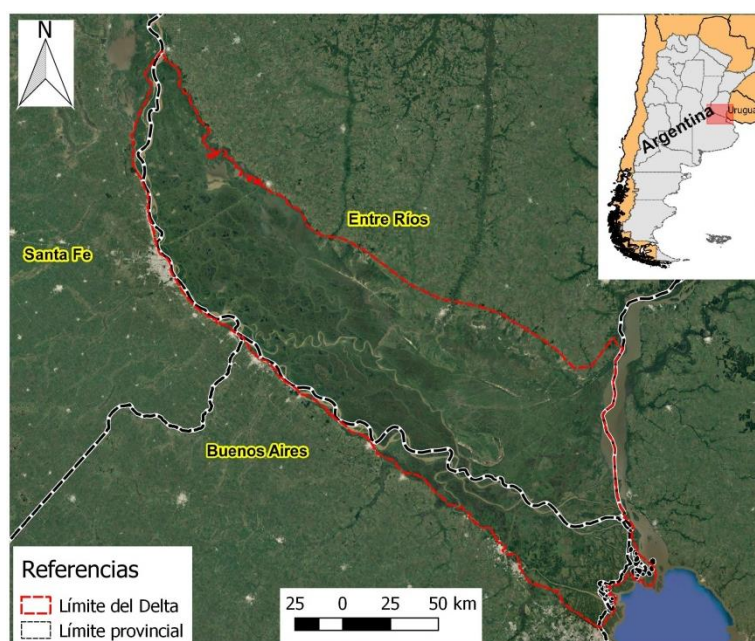 N
Argentina
Urugua
Entre Ríos
Santa Fe
Buenos Aires
Referencias
Límite del Delta
Límite provincial
25 0 25 50 km